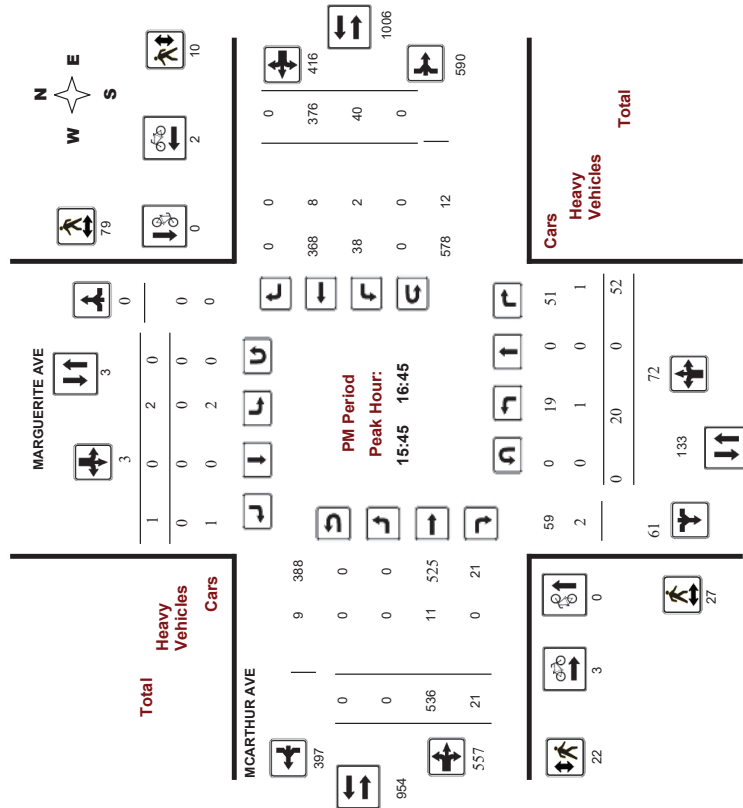 MARGUERITE AVE
N
W E
S
79
10
0
2
3
3
0
Total
1 0 2 0
Heavy Vehicles
0 0 0 0 0
Cars
1 0 2 0 0
MCARTHUR AVE
397
9 388
0 0 0
0 0 0
954
536 11 525
557
21 0 21
PM Period
Peak Hour:
15:45 16:45
0 0 0
416
368 8 376
1006
38 2 40
0 0 0
590
578 12
Cars
59 0 19 0 51
Heavy
Vehicles
2 1 0 1
Total
61
0 20 0 52
72
133
22
3
0
27